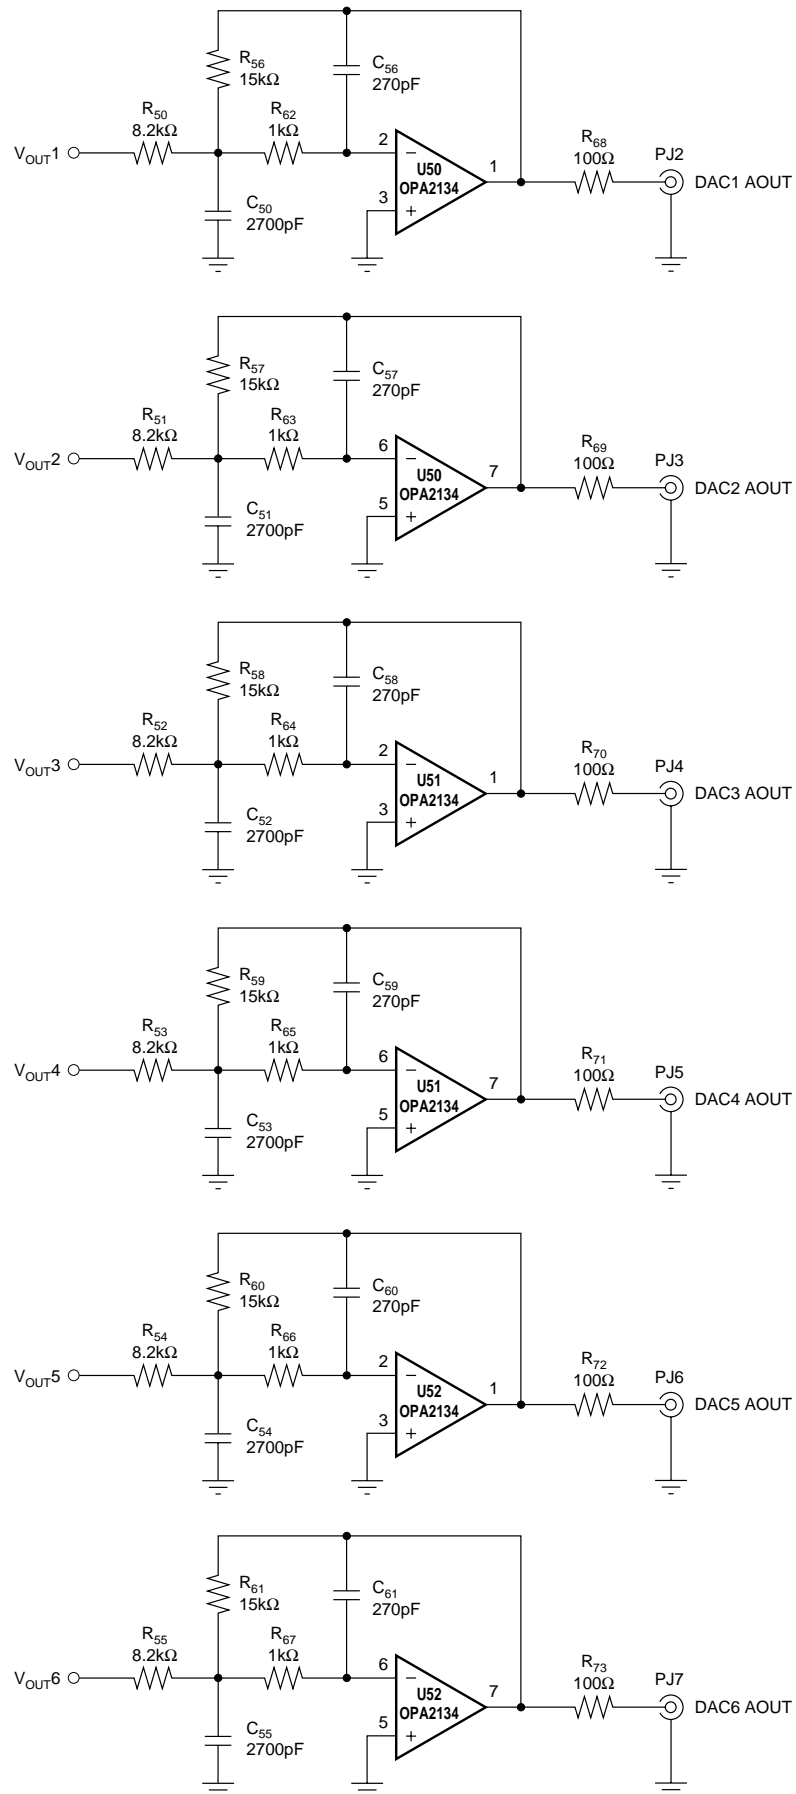 R56
15kΩ
C56
270pF
R50
8.2kΩ
R62
1kΩ
VOUT1
2
−
U50
OPA2134
3
+
1
R68
100Ω
PJ2
DAC1 AOUT
C50
2700pF
R57
15kΩ
C57
270pF
R51
8.2kΩ
R63
1kΩ
VOUT2
6
−
U50
OPA2134
5
+
7
R69
100Ω
PJ3
DAC2 AOUT
C51
2700pF
R58
15kΩ
C58
270pF
R52
8.2kΩ
R64
1kΩ
VOUT3
2
−
U51
OPA2134
3
+
1
R70
100Ω
PJ4
DAC3 AOUT
C52
2700pF
R59
15kΩ
C59
270pF
R53
8.2kΩ
R65
1kΩ
VOUT4
6
−
U51
OPA2134
5
+
7
R71
100Ω
PJ5
DAC4 AOUT
C53
2700pF
R60
15kΩ
C60
270pF
R54
8.2kΩ
R66
1kΩ
VOUT5
2
−
U52
OPA2134
3
+
1
R72
100Ω
PJ6
DAC5 AOUT
C54
2700pF
R61
15kΩ
C61
270pF
R55
8.2kΩ
R67
1kΩ
VOUT6
6
−
U52
OPA2134
5
+
7
R73
100Ω
PJ7
DAC6 AOUT
C55
2700pF